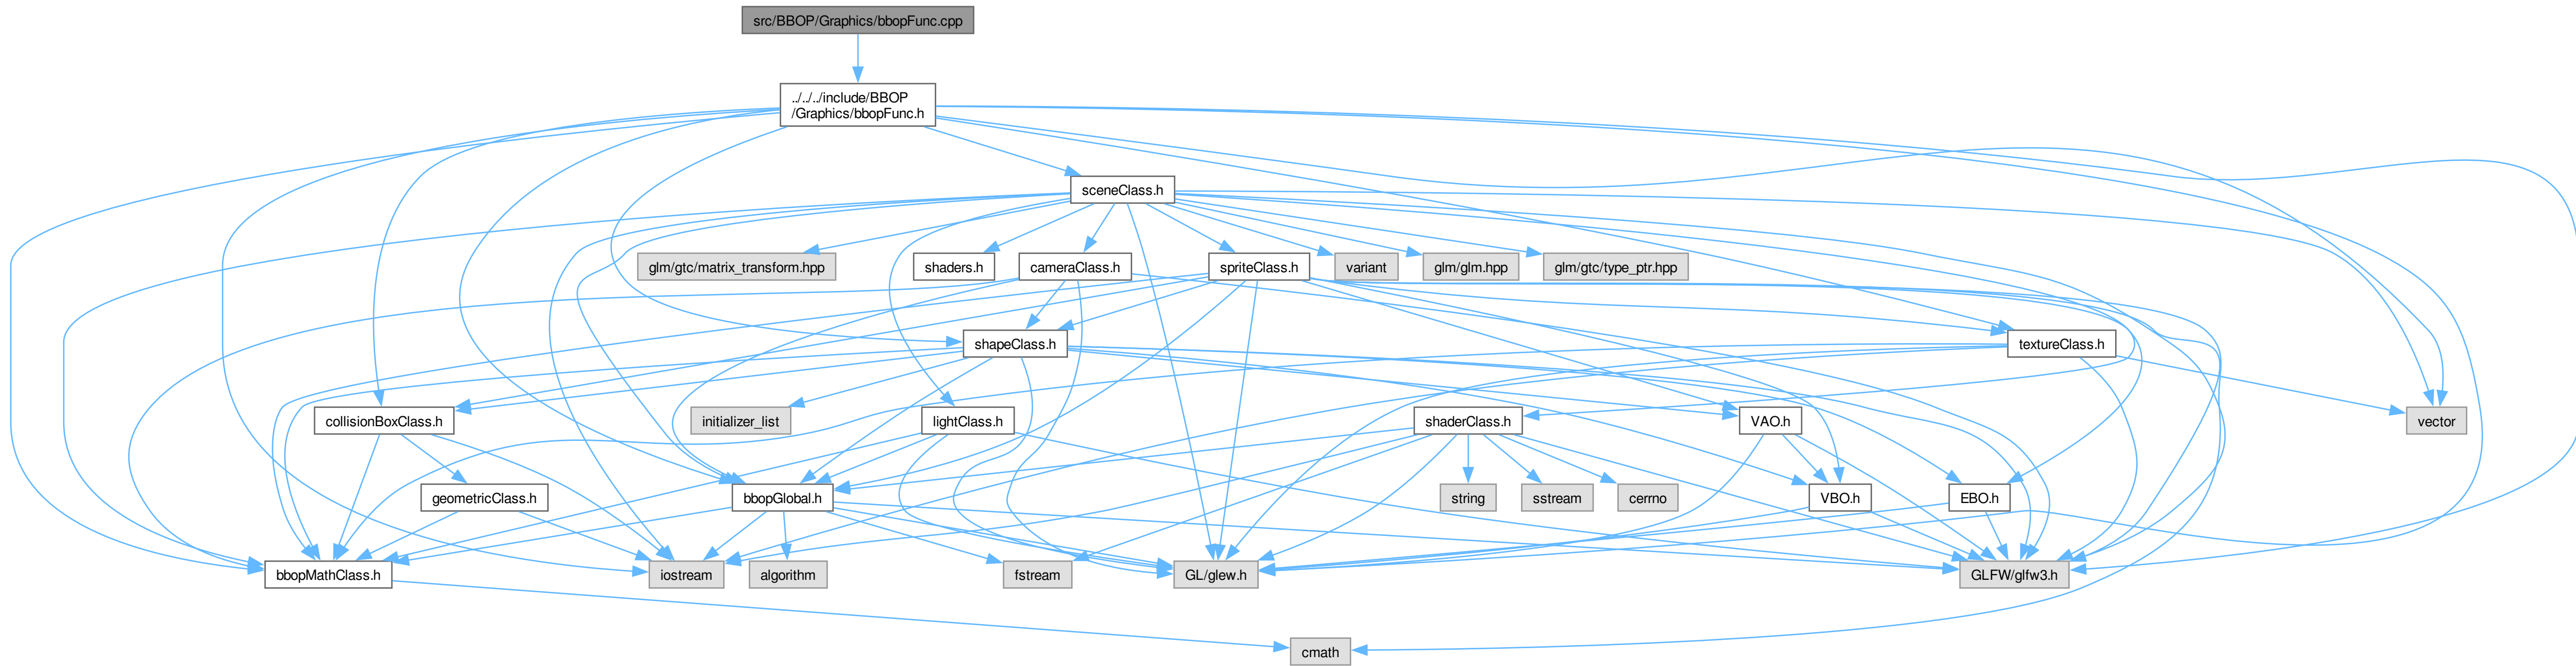 src/BBOP/Graphics/bbopFunc.cpp
../../../include/BBOP
/Graphics/bbopFunc.h
sceneClass.h
glm/gtc/matrix_transform.hpp
shaders.h
cameraClass.h
spriteClass.h
variant
glm/glm.hpp
glm/gtc/type_ptr.hpp
shapeClass.h
textureClass.h
collisionBoxClass.h
initializer_list
lightClass.h
shaderClass.h
VAO.h
vector
geometricClass.h
bbopGlobal.h
string
sstream
cerrno
VBO.h
EBO.h
bbopMathClass.h
iostream
algorithm
fstream
GL/glew.h
GLFW/glfw3.h
cmath